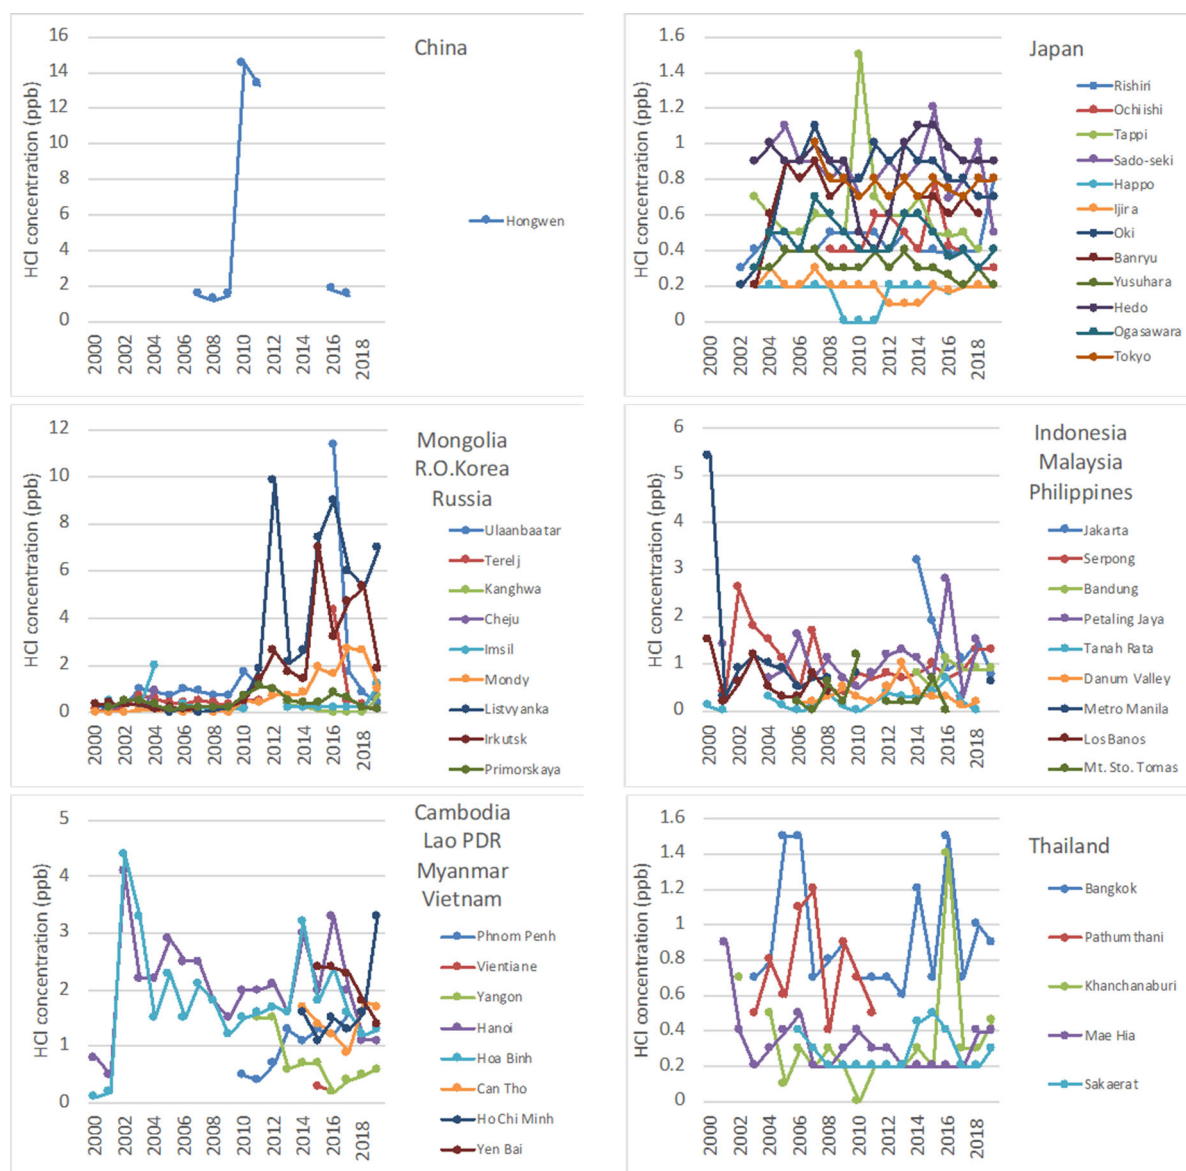 China
HCl concentration (ppb)
16
14
12
10
8
6
4
2
0
2000
2002
2004
2006
2008
2010
2012
2014
2016
2018
Hongwen
Japan
HCl concentration (ppb)
1.6
1.4
1.2
1
0.8
0.6
0.4
0.2
0
2000
2002
2004
2006
2008
2010
2012
2014
2016
2018
Rishiri
Ochiishi
Tappi
Sado-seki
Happo
Ijira
Oki
Banryu
Yusuhara
Hedo
Ogasawara
Tokyo
Mongolia
R.O.Korea
Russia
HCl concentration (ppb)
12
10
8
6
4
2
0
2000
2002
2004
2006
2008
2010
2012
2014
2016
2018
Ulaanbaatar
Terelj
Kanghwa
Cheju
Imsil
Mondy
Listvyanka
Irkutsk
Primorskaya
Indonesia
Malaysia
Philippines
HCl concentration (ppb)
6
5
4
3
2
1
0
2000
2002
2004
2006
2008
2010
2012
2014
2016
2018
Jakarta
Serpong
Bandung
Petaling Jaya
Tanah Rata
Danum Valley
Metro Manila
Los Banos
Mt. Sto. Tomas
Cambodia
Lao PDR
Myanmar
Vietnam
HCl concentration (ppb)
5
4
3
2
1
0
2000
2002
2004
2006
2008
2010
2012
2014
2016
2018
Phnom Penh
Vientiane
Yangon
Hanoi
Hoa Binh
Can Tho
Ho Chi Minh
Yen Bai
Thailand
HCl concentration (ppb)
1.6
1.4
1.2
1
0.8
0.6
0.4
0.2
0
2000
2002
2004
2006
2008
2010
2012
2014
2016
2018
Bangkok
Pathumthani
Khanchanaburi
Mae Hia
Sakaerat